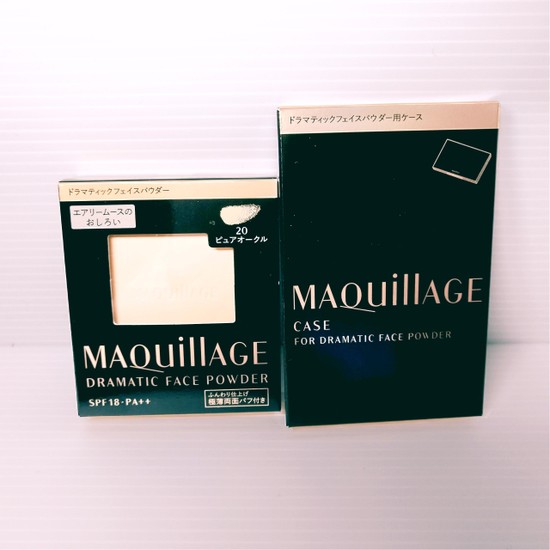 ドラマティックフェイスパウダー
エアリームースの
おしろい
20
ピュアオークル
MAQuillAGE
DRAMATIC FACE POWDER
SPF18・PA++
ふんわり仕上げ
極薄両面パフ付き
ドラマティックフェイスパウダー用ケース
MAQuillAGE
CASE
FOR DRAMATIC FACE POWDER